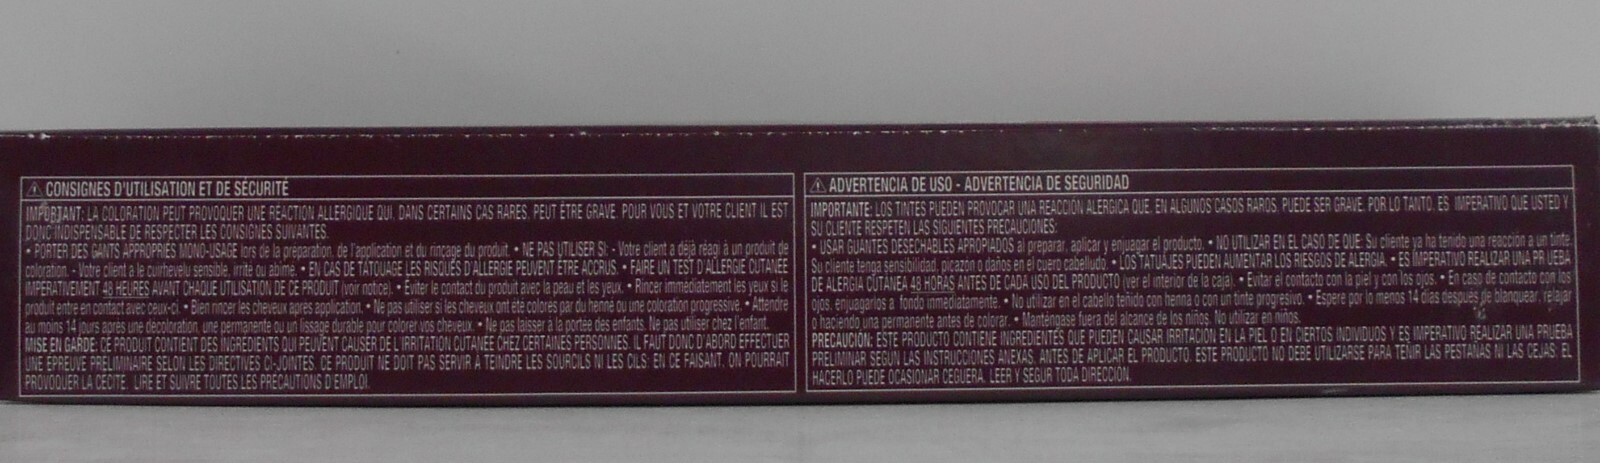 ⚠ CONSIGNES D'UTILISATION ET DE SÉCURITÉ
IMPORTANT: LA COLORATION PEUT PROVOQUER UNE RÉACTION ALLERGIQUE QUI, DANS CERTAINS CAS RARES, PEUT ÊTRE GRAVE. POUR VOUS ET VOTRE CLIENT IL EST
DONC INDISPENSABLE DE RESPECTER LES CONSIGNES SUIVANTES:
• PORTER DES GANTS APPROPRIÉS MONO-USAGE lors de la préparation, de l'application et du rinçage du produit. • NE PAS UTILISER SI: - Votre client a déjà réagi à un produit de
coloration. - Votre client a le cuir chevelu sensible, irrité ou abîmé. • EN CAS DE TATOUAGE LES RISQUES D'ALLERGIE PEUVENT ÊTRE ACCRUS. • FAIRE UN TEST D'ALLERGIE CUTANÉE
IMPÉRATIVEMENT 48 HEURES AVANT CHAQUE UTILISATION DE CE PRODUIT (voir notice). • Éviter le contact du produit avec la peau et les yeux. • Rincer immédiatement les yeux si le
produit entre en contact avec ceux-ci. • Bien rincer les cheveux après application. • Ne pas utiliser si les cheveux ont été colorés par du henné ou une coloration progressive. • Attendre
au moins 14 jours après une décoloration, une permanente ou un lissage durable pour colorer vos cheveux. • Ne pas laisser à la portée des enfants. Ne pas utiliser chez l'enfant.
MISE EN GARDE: CE PRODUIT CONTIENT DES INGRÉDIENTS QUI PEUVENT CAUSER DE L'IRRITATION CUTANÉE CHEZ CERTAINES PERSONNES. IL FAUT DONC D'ABORD EFFECTUER
UNE ÉPREUVE PRÉLIMINAIRE SELON LES DIRECTIVES CI-JOINTES. CE PRODUIT NE DOIT PAS SERVIR À TEINDRE LES SOURCILS NI LES CILS: EN CE FAISANT, ON POURRAIT
PROVOQUER LA CÉCITÉ. LIRE ET SUIVRE TOUTES LES PRÉCAUTIONS D'EMPLOI.
⚠ ADVERTENCIA DE USO - ADVERTENCIA DE SEGURIDAD
IMPORTANTE: LOS TINTES PUEDEN PROVOCAR UNA REACCIÓN ALÉRGICA QUE, EN ALGUNOS CASOS RAROS, PUEDE SER GRAVE. POR LO TANTO, ES IMPERATIVO QUE USTED Y
SU CLIENTE RESPETEN LAS SIGUIENTES PRECAUCIONES:
• USAR GUANTES DESECHABLES APROPIADOS al preparar, aplicar y enjuagar el producto. • NO UTILIZAR EN EL CASO DE QUE: Su cliente ya ha tenido una reacción a un tinte.
Su cliente tenga sensibilidad, picazón o daños en el cuero cabelludo. • LOS TATUAJES PUEDEN AUMENTAR LOS RIESGOS DE ALERGIA. • ES IMPERATIVO REALIZAR UNA PRUEBA
DE ALERGIA CUTÁNEA 48 HORAS ANTES DE CADA USO DEL PRODUCTO (ver el interior de la caja). • Evitar el contacto con la piel y con los ojos. • En caso de contacto con los
ojos, enjuagarlos a fondo inmediatamente. • No utilizar en el cabello teñido con henna o con un tinte progresivo. • Espere por lo menos 14 días después de blanquear, relajar
o haciendo una permanente antes de colorar. • Manténgase fuera del alcance de los niños. No utilizar en niños.
PRECAUCIÓN: ESTE PRODUCTO CONTIENE INGREDIENTES QUE PUEDEN CAUSAR IRRITACIÓN EN LA PIEL O EN CIERTOS INDIVIDUOS Y ES IMPERATIVO REALIZAR UNA PRUEBA
PRELIMINAR SEGÚN LAS INSTRUCCIONES ANEXAS, ANTES DE APLICAR EL PRODUCTO. ESTE PRODUCTO NO DEBE UTILIZARSE PARA TEÑIR LAS PESTAÑAS NI LAS CEJAS: EL
HACERLO PUEDE OCASIONAR CEGUERA. LEER Y SEGUR TODA DIRECCIÓN.